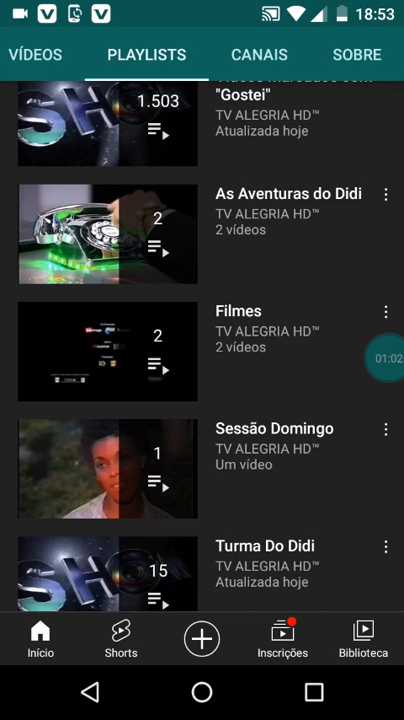 18:53
VÍDEOS
PLAYLISTS
CANAIS
SOBRE
"Gostei"
TV ALEGRIA HD™
Atualizada hoje
1.503
SHO
As Aventuras do Didi
TV ALEGRIA HD™
2 vídeos
2
Filmes
TV ALEGRIA HD™
2 vídeos
2
01:02
Sessão Domingo
TV ALEGRIA HD™
Um vídeo
1
Turma Do Didi
TV ALEGRIA HD™
Atualizada hoje
15
SHO
Início
Shorts
Inscrições
Biblioteca